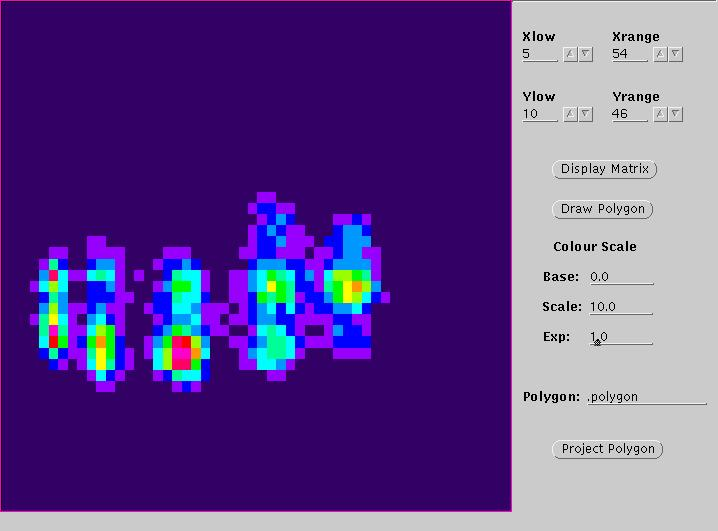 Xlow Xrange
5 54
Ylow Yrange
10 46
Display Matrix
Draw Polygon
Colour Scale
Base: 0.0
Scale: 10.0
Exp: 1.0
Polygon: .polygon
Project Polygon